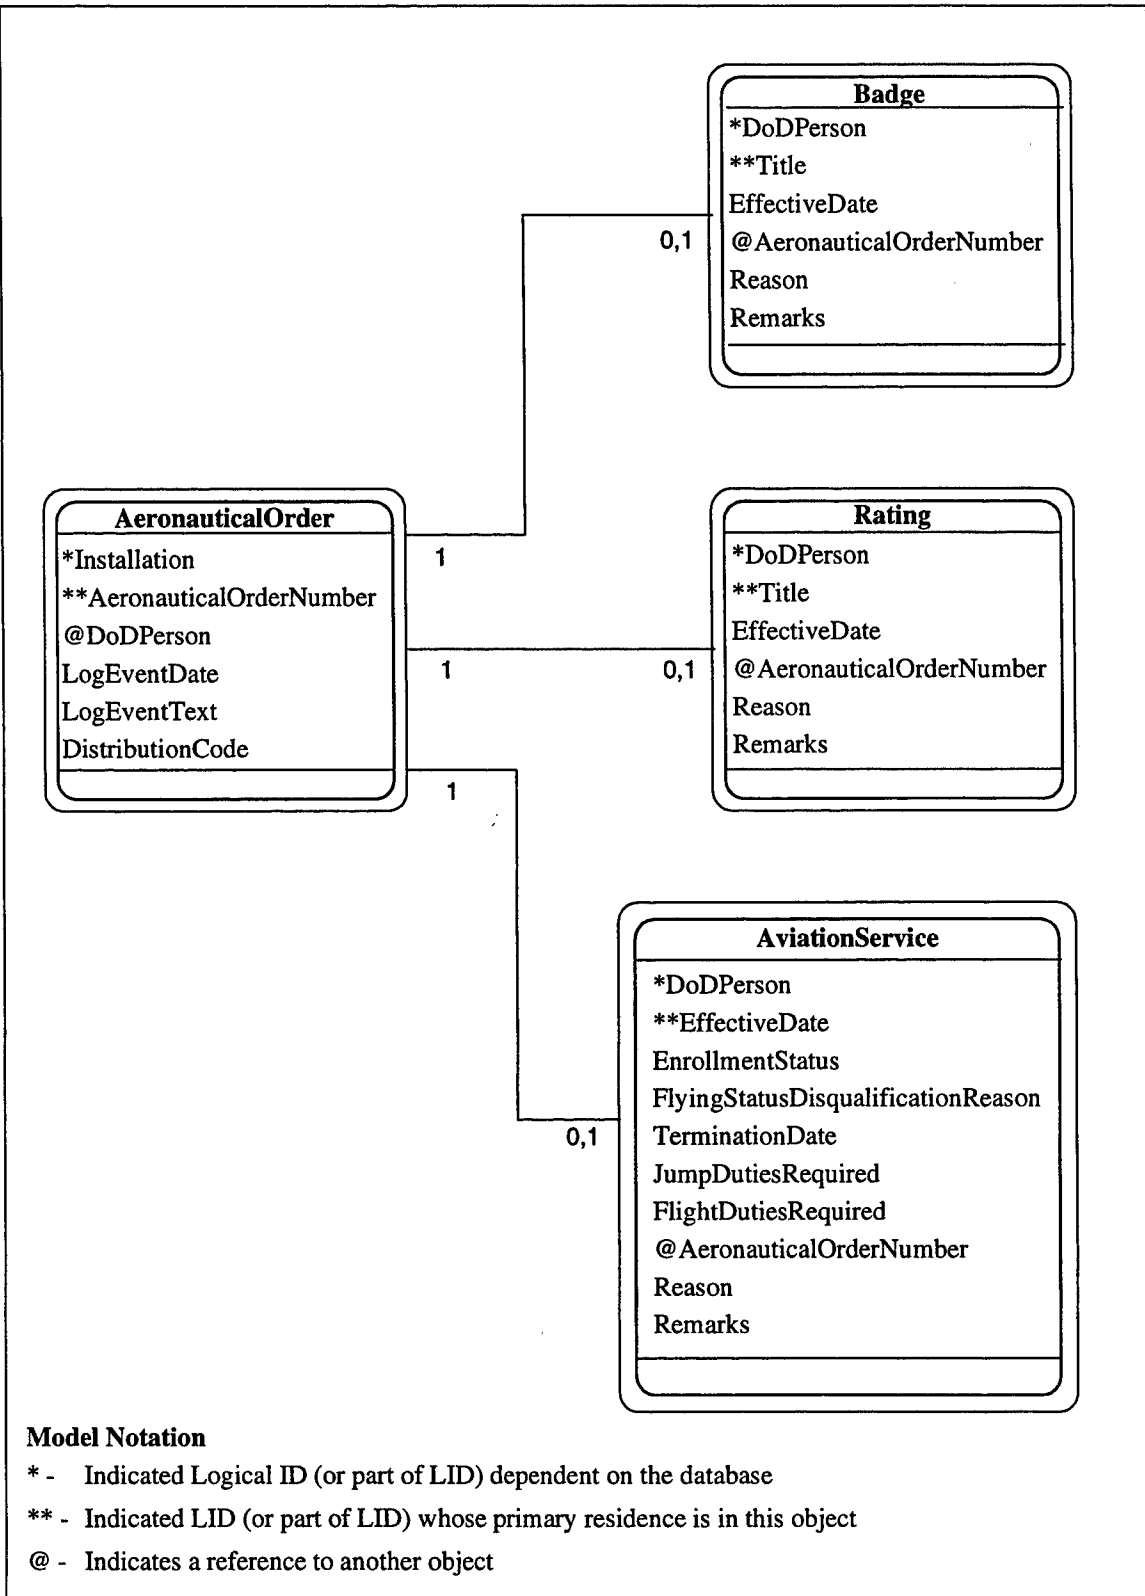 Badge
*DoDPerson
**Title
EffectiveDate
@AeronauticalOrderNumber
Reason
Remarks
0,1
AeronauticalOrder
*Installation
**AeronauticalOrderNumber
@DoDPerson
LogEventDate
LogEventText
DistributionCode
1
1
1
Rating
*DoDPerson
**Title
EffectiveDate
@AeronauticalOrderNumber
Reason
Remarks
0,1
AviationService
*DoDPerson
**EffectiveDate
EnrollmentStatus
FlyingStatusDisqualificationReason
TerminationDate
JumpDutiesRequired
FlightDutiesRequired
@AeronauticalOrderNumber
Reason
Remarks
0,1
Model Notation
* - Indicated Logical ID (or part of LID) dependent on the database
** - Indicated LID (or part of LID) whose primary residence is in this object
@ - Indicates a reference to another object